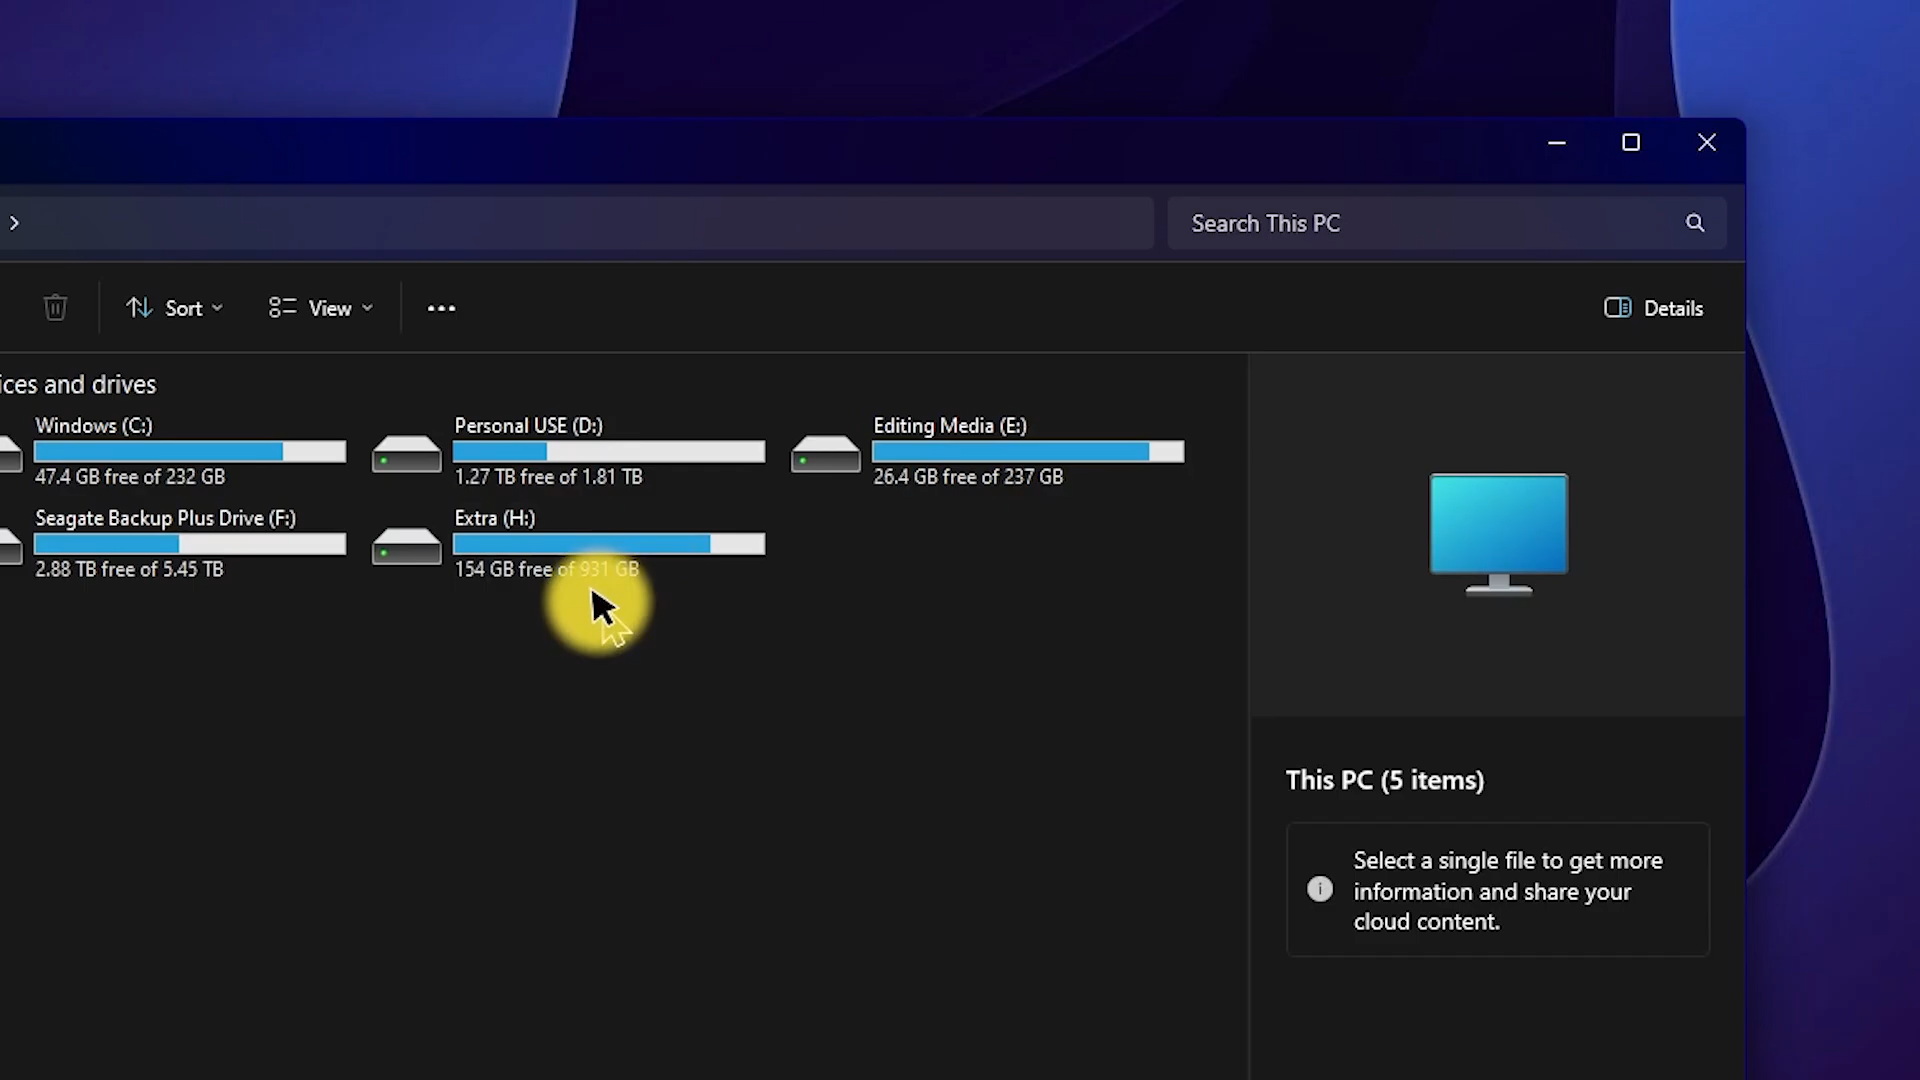 Search This PC
Sort
View
Details
ices and drives
Windows (C:)
47.4 GB free of 232 GB
Personal USE (D:)
1.27 TB free of 1.81 TB
Editing Media (E:)
26.4 GB free of 237 GB
Seagate Backup Plus Drive (F:)
2.88 TB free of 5.45 TB
Extra (H:)
154 GB free of 931 GB
This PC (5 items)
Select a single file to get more
information and share your
cloud content.